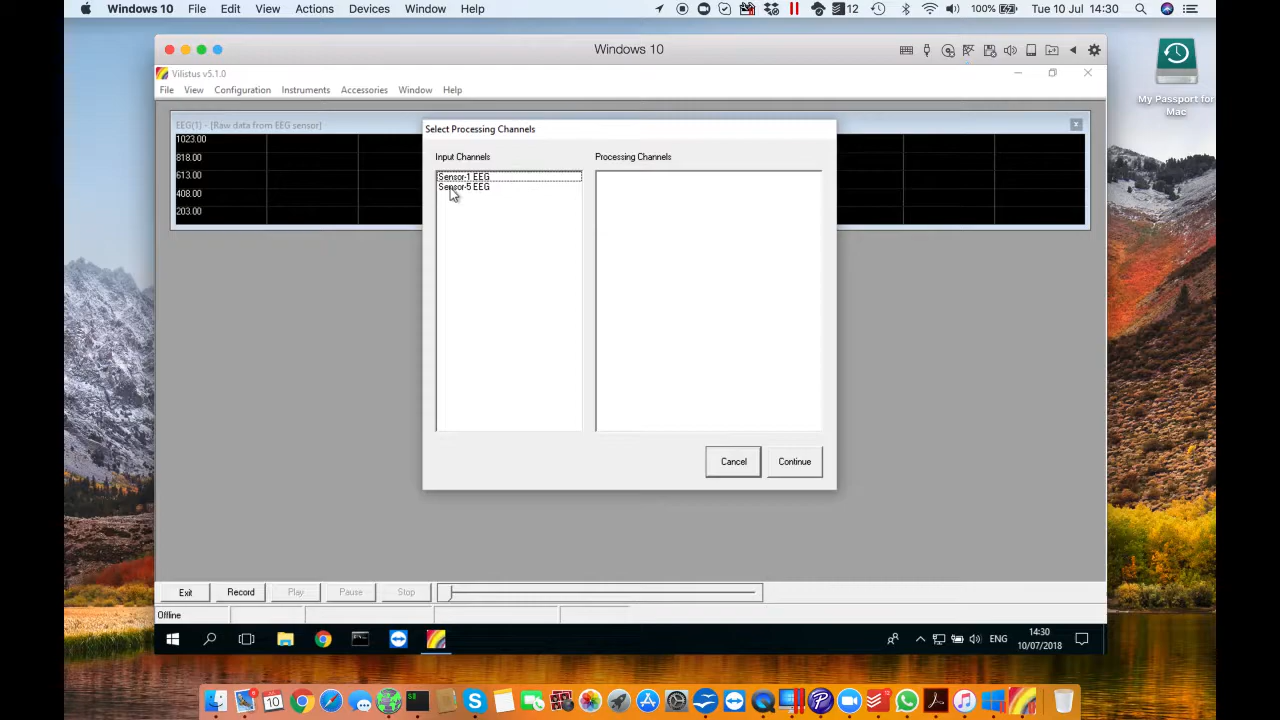 Windows 10 File Edit View Actions Devices Window Help 12 100% Tue 10 Jul 14:30
Windows 10
Vilistus v5.1.0
File View Configuration Instruments Accessories Window Help
EEG(1) - [Raw data from EEG sensor]
1023.00
818.00
613.00
408.00
203.00
Select Processing Channels
Input Channels Processing Channels
Sensor-1 EEG
Sensor-5 EEG
Cancel Continue
My Passport for
Mac
Exit Record Play Pause Stop
Offline
ENG
14:30
10/07/2018
10